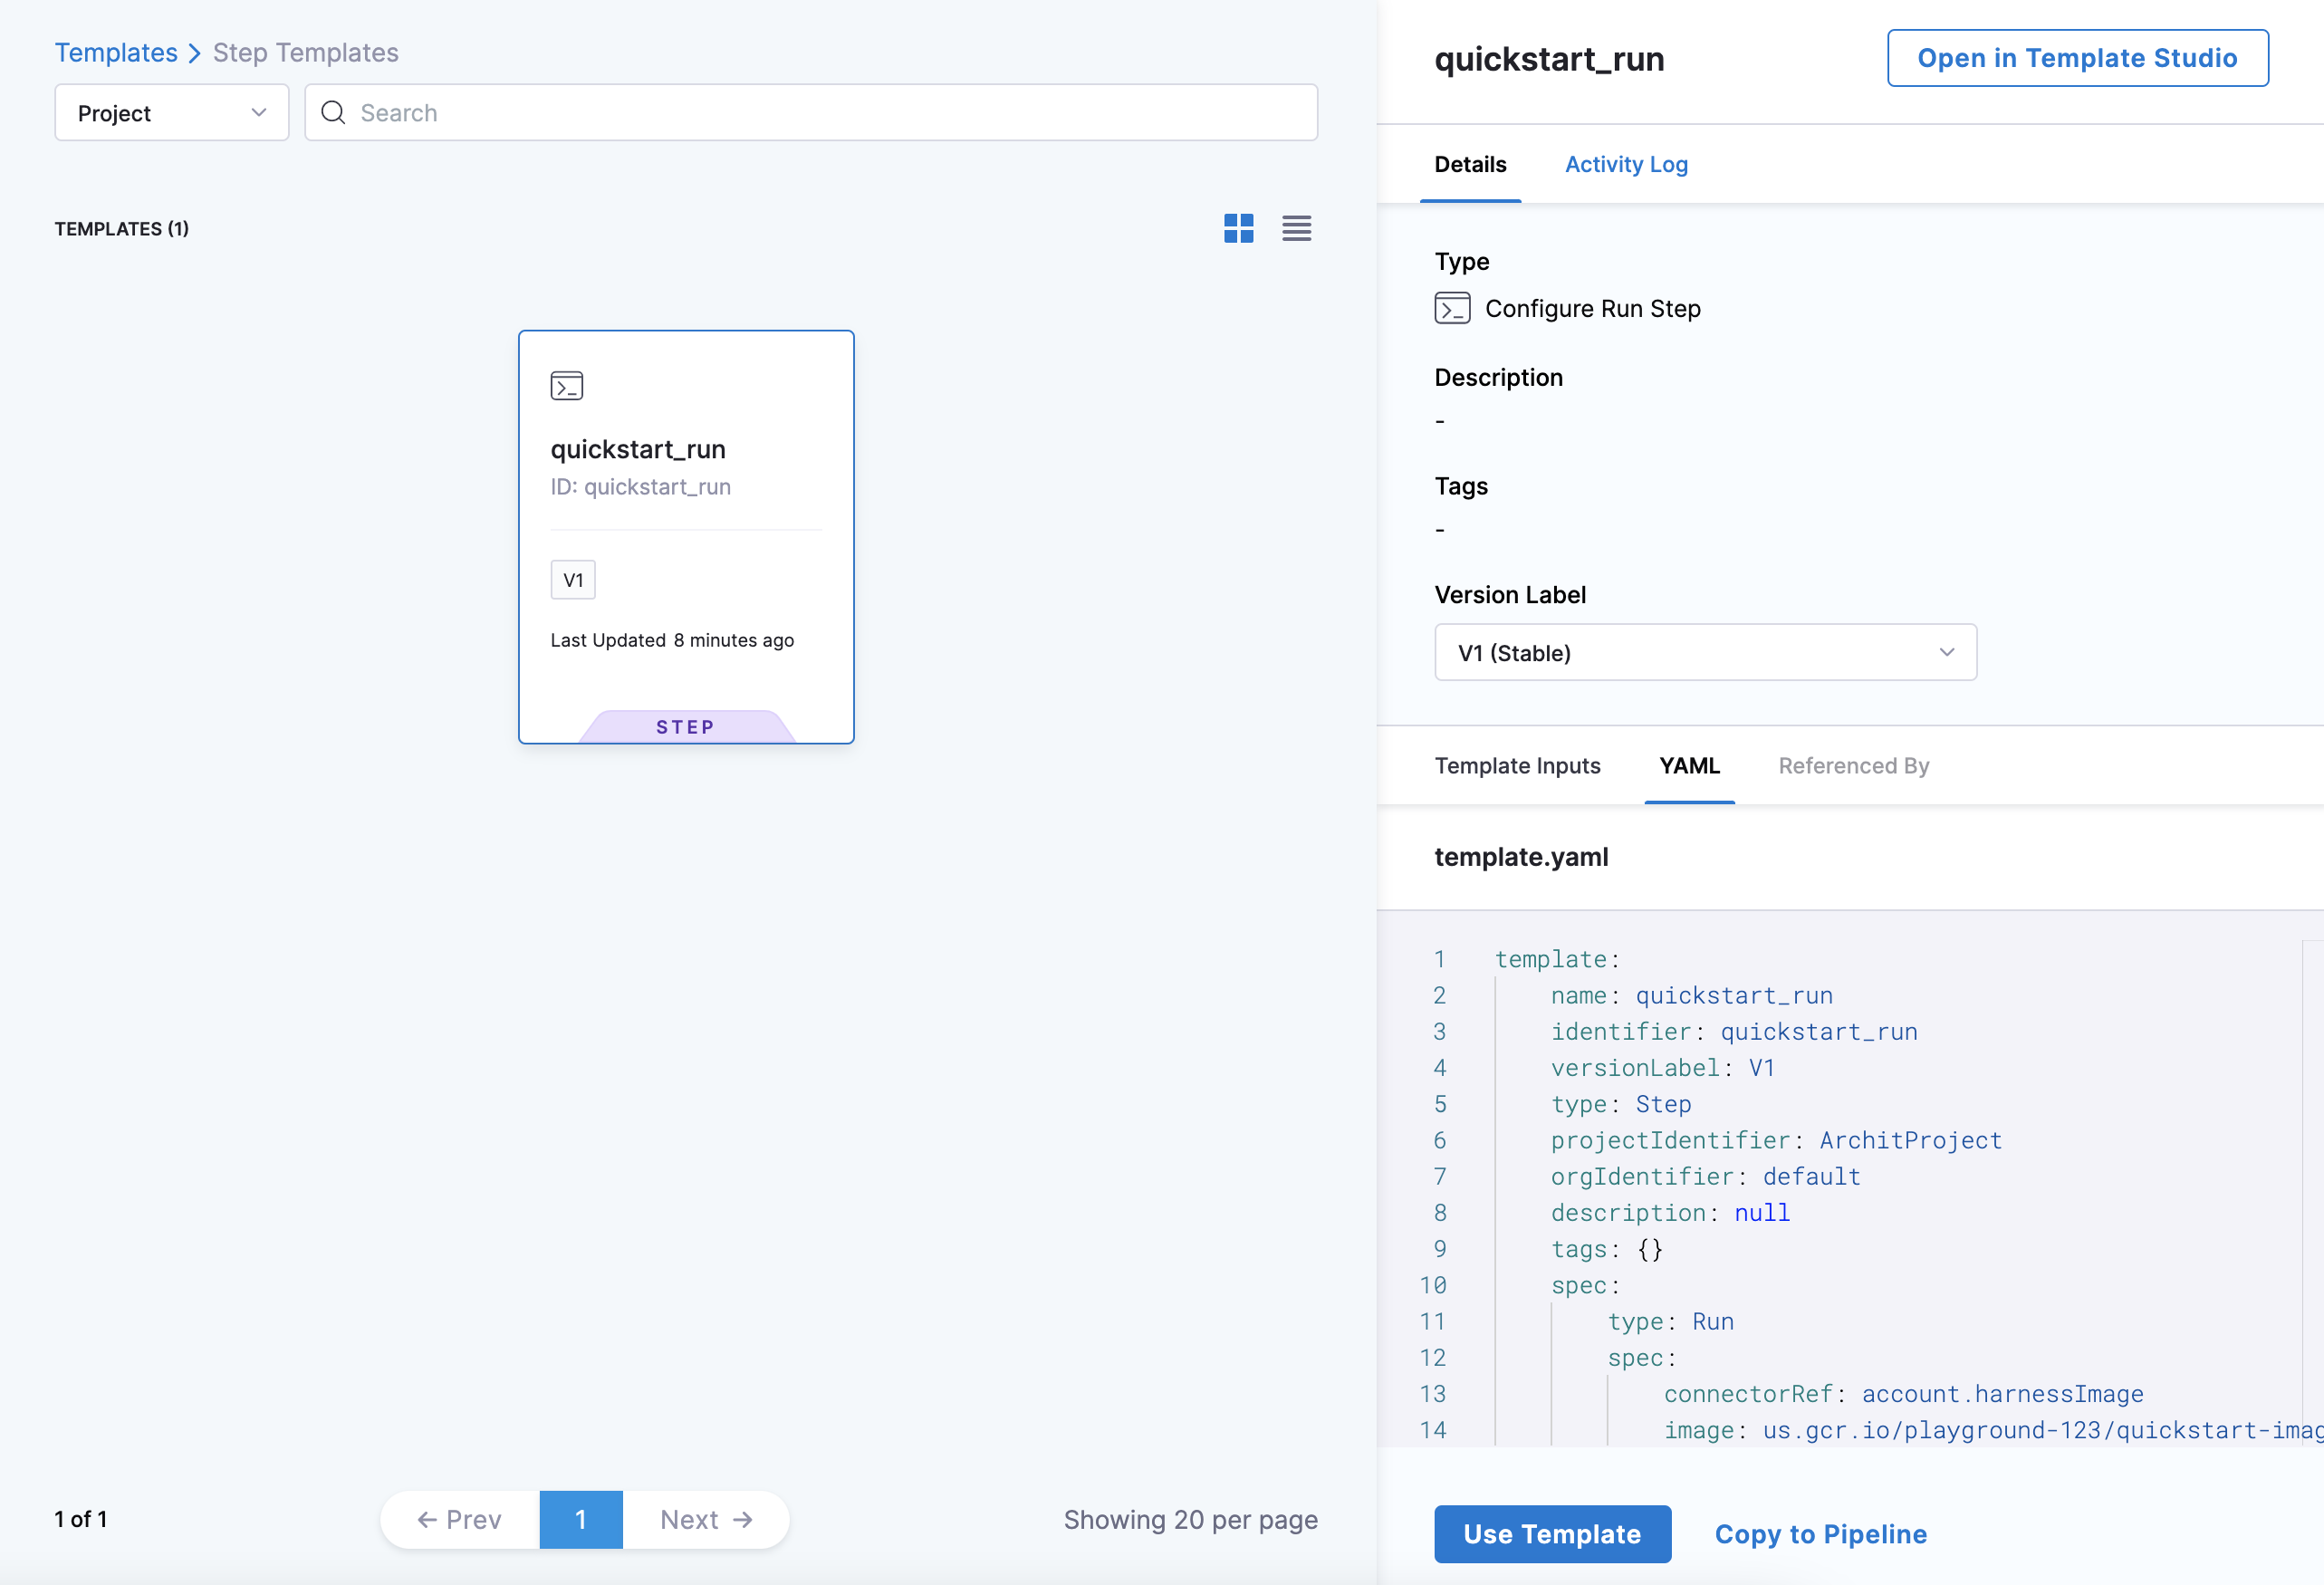 Templates > Step Templates
Project
Search
TEMPLATES (1)
quickstart_run
ID: quickstart_run
V1
Last Updated 8 minutes ago
STEP
1 of 1
← Prev
1
Next →
Showing 20 per page
quickstart_run
Open in Template Studio
Details
Activity Log
Type
Configure Run Step
Description
-
Tags
-
Version Label
V1 (Stable)
Template Inputs
YAML
Referenced By
template.yaml
1 template:
2 name: quickstart_run
3 identifier: quickstart_run
4 versionLabel: V1
5 type: Step
6 projectIdentifier: ArchitProject
7 orgIdentifier: default
8 description: null
9 tags: {}
10 spec:
11 type: Run
12 spec:
13 connectorRef: account.harnessImage
14 image: us.gcr.io/playground-123/quickstart-imag
Use Template
Copy to Pipeline